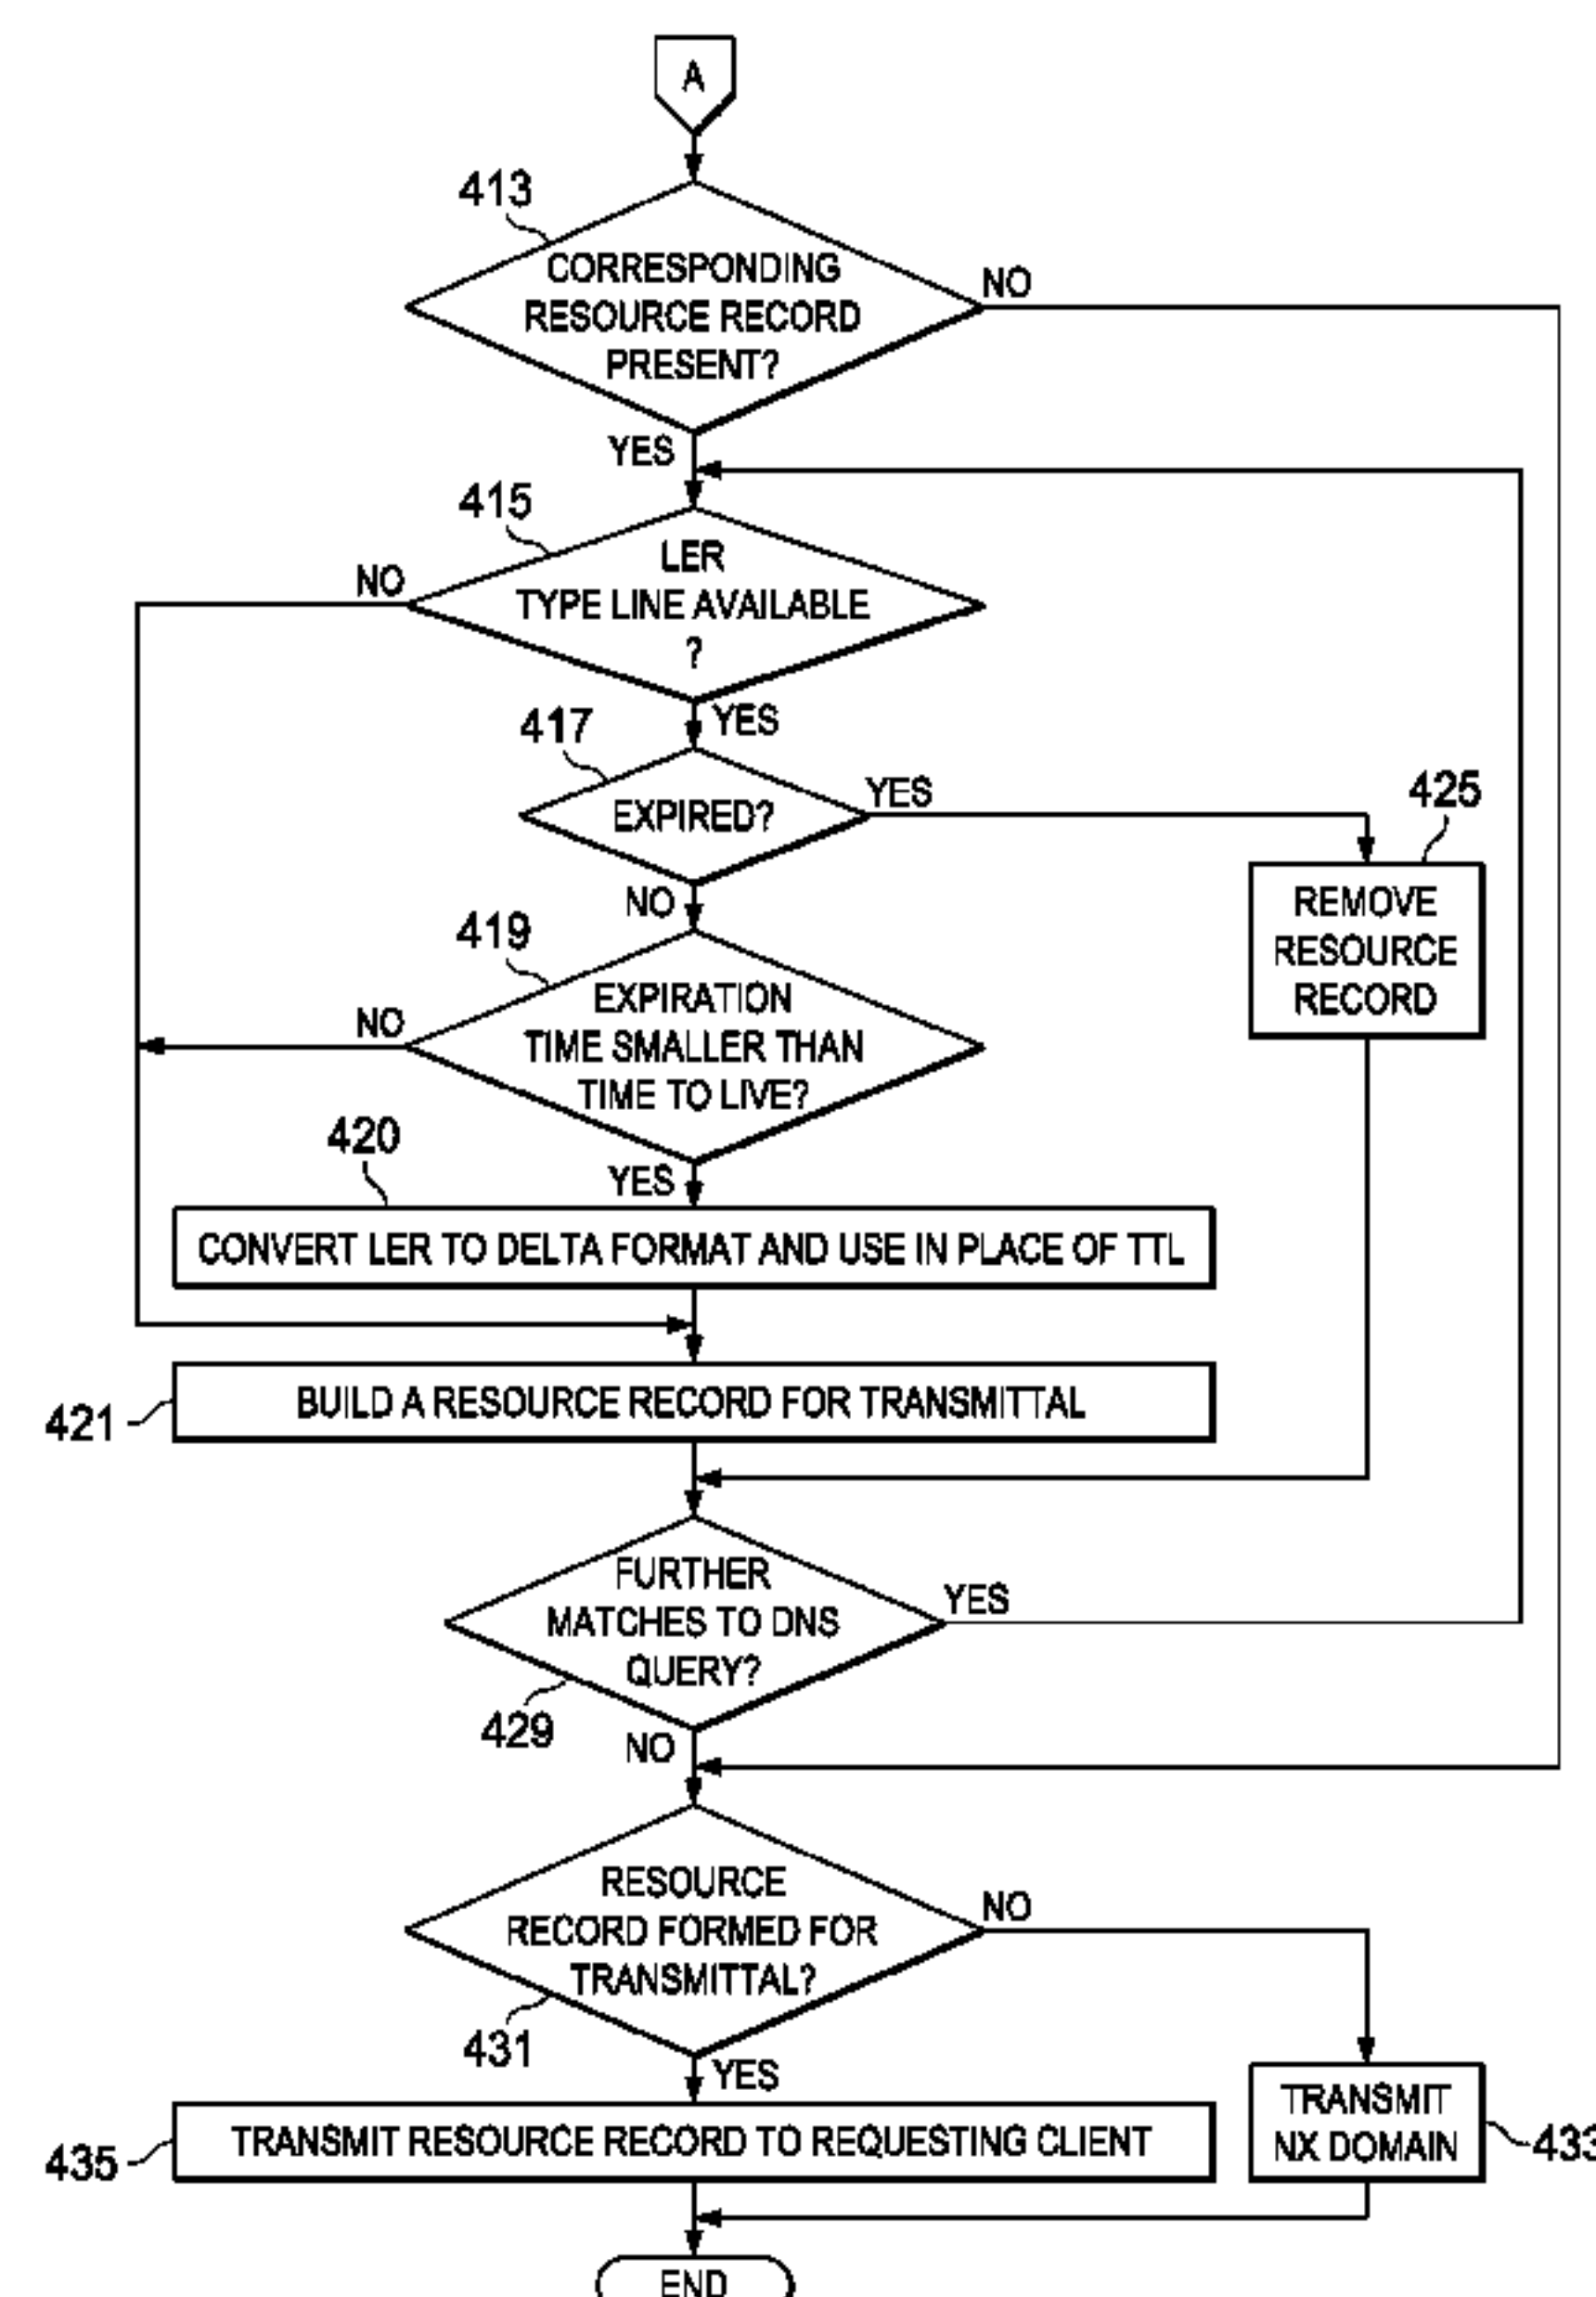 A
413
CORRESPONDING
RESOURCE RECORD
PRESENT?
NO
YES
415
LER
TYPE LINE AVAILABLE
?
NO
YES
417
EXPIRED?
YES
425
REMOVE
RESOURCE
RECORD
NO
419
EXPIRATION
TIME SMALLER THAN
TIME TO LIVE?
NO
YES
420
CONVERT LER TO DELTA FORMAT AND USE IN PLACE OF TTL
421
BUILD A RESOURCE RECORD FOR TRANSMITTAL
FURTHER
MATCHES TO DNS
QUERY?
YES
429
NO
RESOURCE
RECORD FORMED FOR
TRANSMITTAL?
NO
431
YES
435
TRANSMIT RESOURCE RECORD TO REQUESTING CLIENT
TRANSMIT
NX DOMAIN
433
END